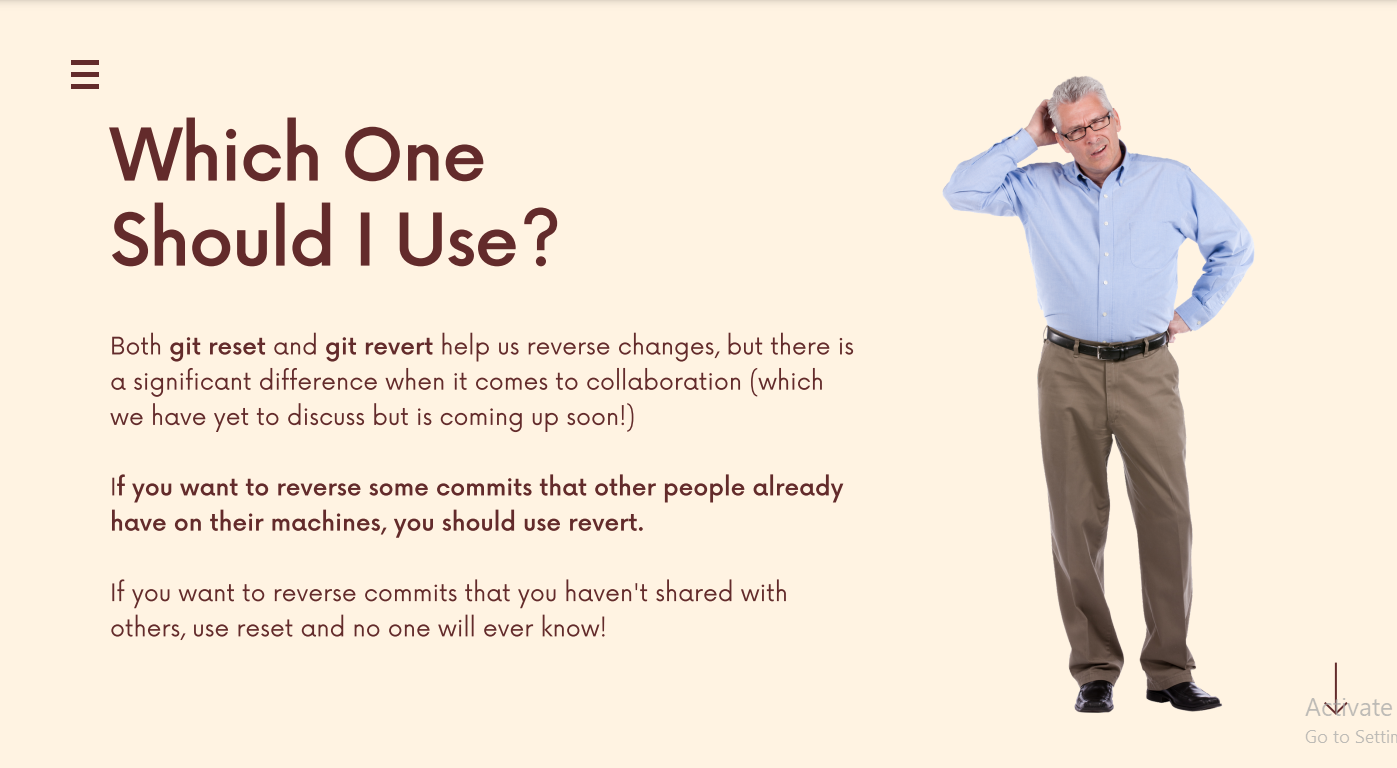 Which One
Should I Use?
Both git reset and git revert help us reverse changes, but there is
a significant difference when it comes to collaboration (which
we have yet to discuss but is coming up soon!)
If you want to reverse some commits that other people already
have on their machines, you should use revert.
If you want to reverse commits that you haven't shared with
others, use reset and no one will ever know!
Activate
Go to Settin